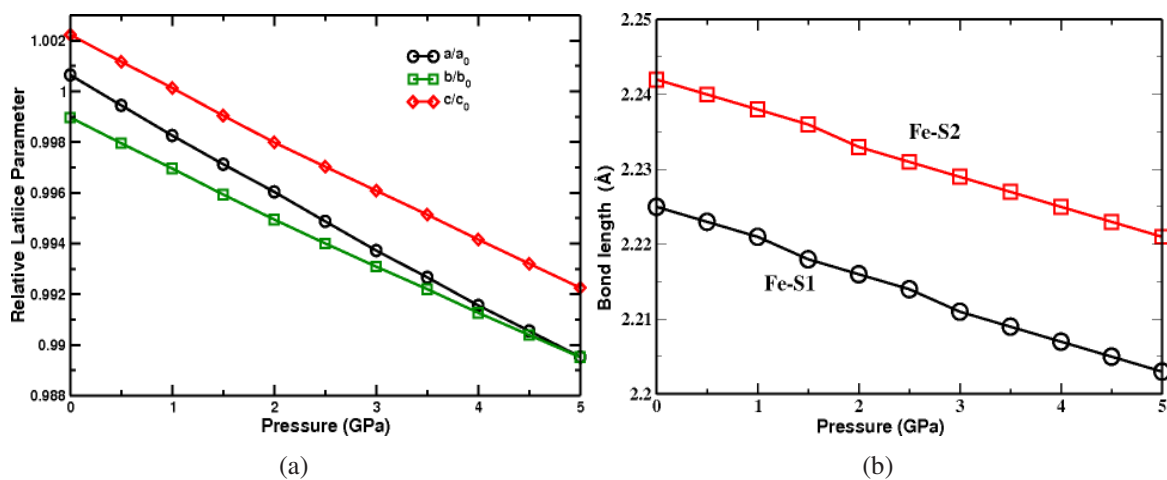 1.002
1
0.998
0.996
0.994
0.992
0.99
0.988
Relative Latiice Parameter
a/a0
b/b0
c/c0
0 1 2 3 4 5
Pressure (GPa)
(a)
2.25
2.24
2.23
2.22
2.21
2.2
Bond length (Å)
Fe-S2
Fe-S1
0 1 2 3 4 5
Pressure (GPa)
(b)